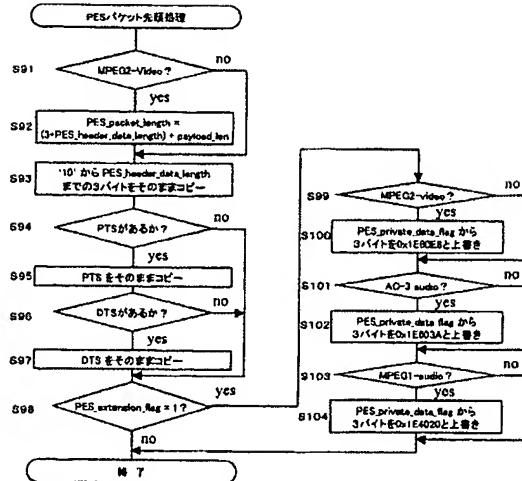 PESパケット先頭処理
S91
MPEG2-Video?
no
yes
S92
PES_packet_length =
(3+PES_header_data_length) + payload_len
S93
'10' から PES_header_data_length
までの3バイトをそのままコピー
S94
PTSがあるか?
no
yes
S95
PTS をそのままコピー
S96
DTSがあるか?
no
yes
S97
DTS をそのままコピー
S98
PES_extension_flag = 1?
yes
no
終了
S99
MPEG2-video?
no
yes
S100
PES_private_data_flag から
3バイトを0x1E60E8と上書き
S101
AC-3 audio?
no
yes
S102
PES_private_data_flag から
3バイトを0x1E603Aと上書き
S103
MPEG1-audio?
no
yes
S104
PES_private_data_flag から
3バイトを0x1E4020と上書き